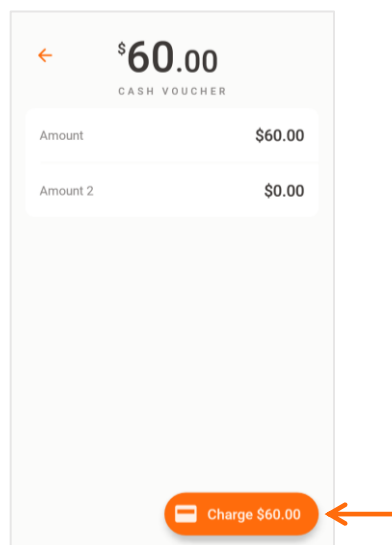 $60.00
CASH VOUCHER
Amount $60.00
Amount 2 $0.00
Charge $60.00